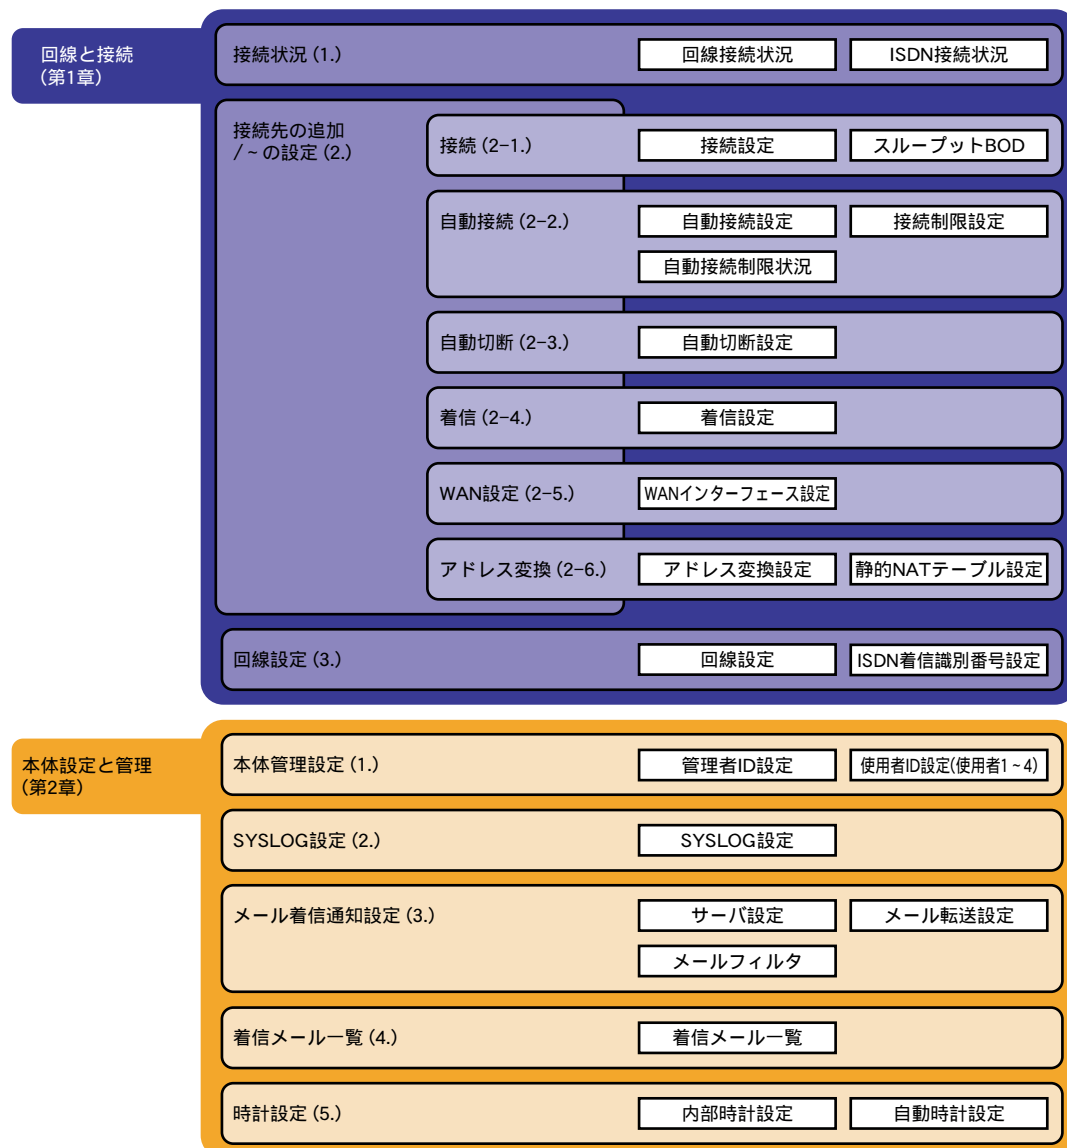 回線と接続
(第1章)
接続状況 (1.)
回線接続状況
ISDN接続状況
接続先の追加
/~の設定 (2.)
接続 (2-1.)
接続設定
スループットBOD
自動接続 (2-2.)
自動接続設定
接続制限設定
自動接続制限状況
自動切断 (2-3.)
自動切断設定
着信 (2-4.)
着信設定
WAN設定 (2-5.)
WANインターフェース設定
アドレス変換 (2-6.)
アドレス変換設定
静的NATテーブル設定
回線設定 (3.)
回線設定
ISDN着信識別番号設定
本体設定と管理
(第2章)
本体管理設定 (1.)
管理者ID設定
使用者ID設定(使用者1~4)
SYSLOG設定 (2.)
SYSLOG設定
メール着信通知設定 (3.)
サーバ設定
メール転送設定
メールフィルタ
着信メール一覧 (4.)
着信メール一覧
時計設定 (5.)
内部時計設定
自動時計設定